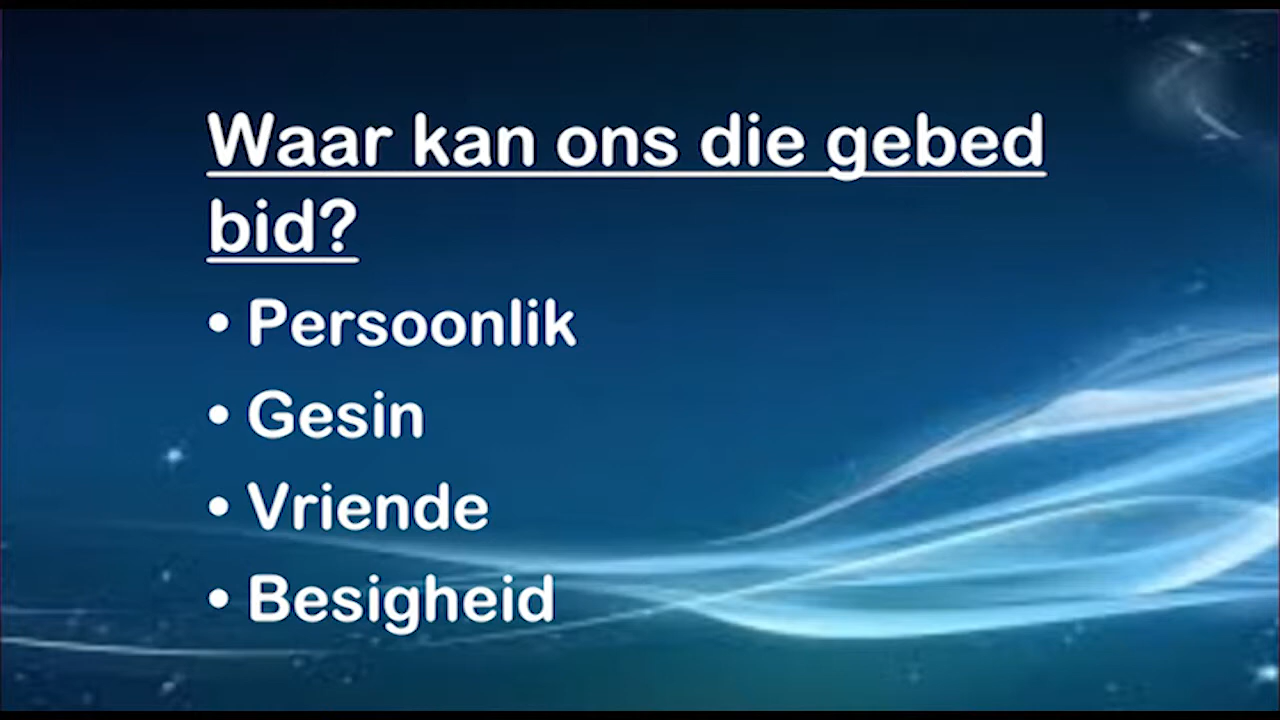 Waar kan ons die gebed
bid?
• Persoonlik
• Gesin
• Vriende
• Besigheid